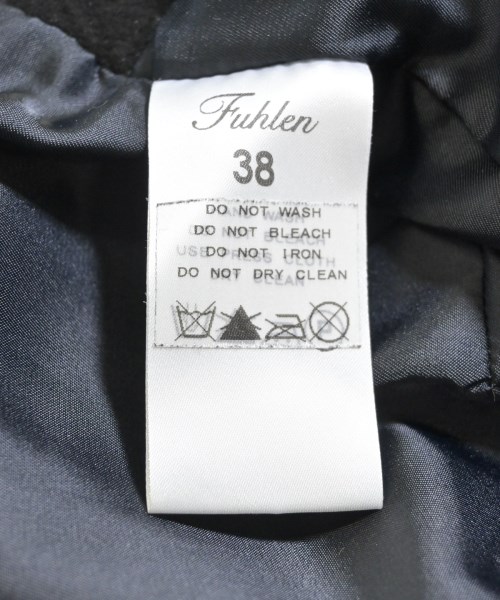 Fuhlen
38
DO NOT WASH
DO NOT BLEACH
DO NOT IRON
DO NOT DRY CLEAN